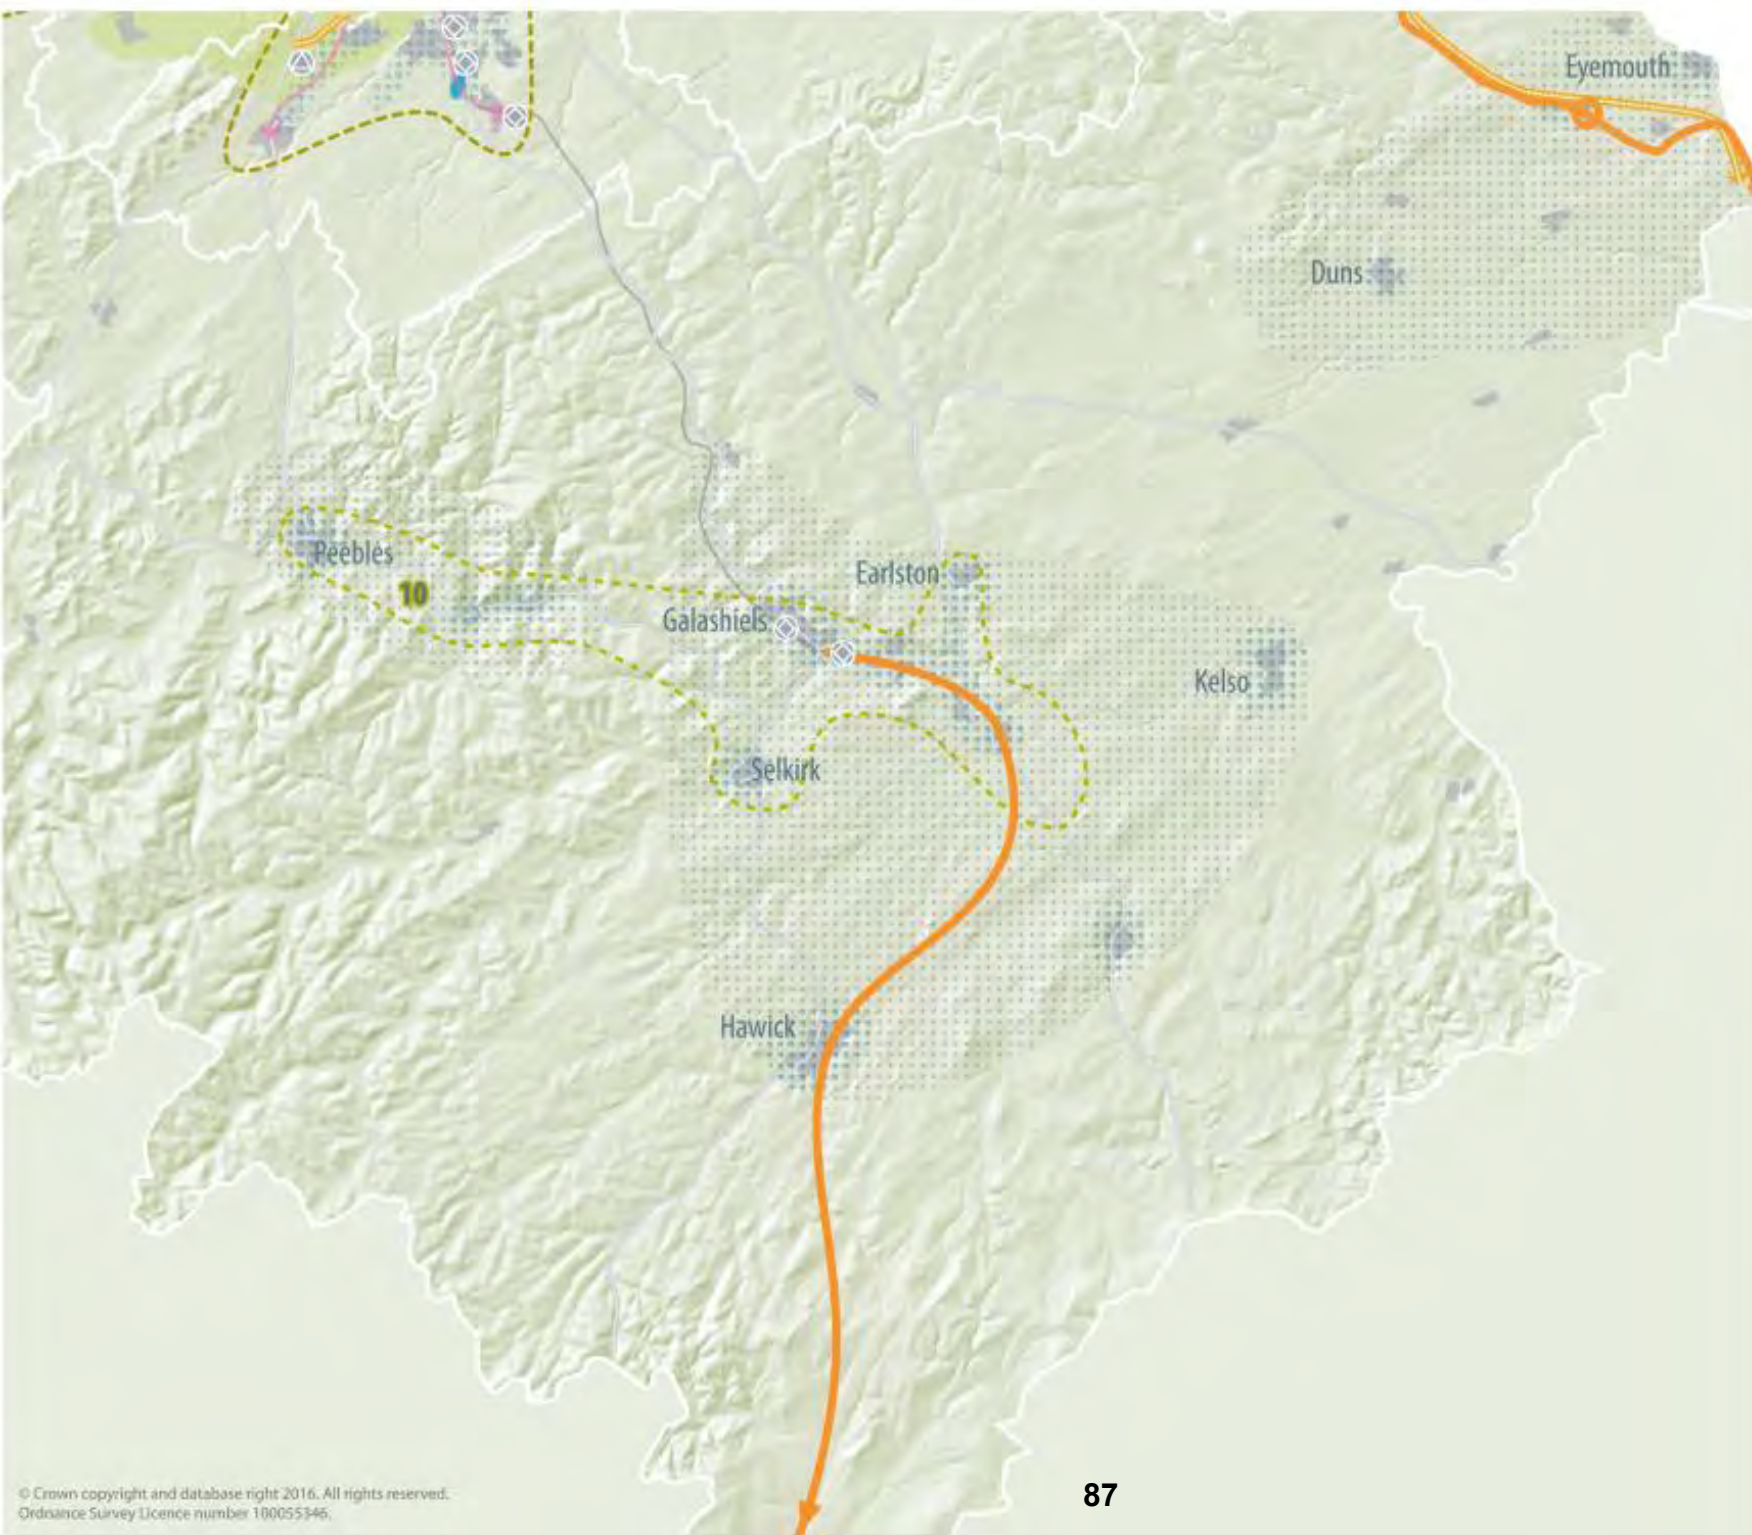 Eyemouth
Duns
Peebles
10
Earlston
Galashiels
Kelso
Selkirk
Hawick
87
© Crown copyright and database right 2016. All rights reserved.
Ordnance Survey Licence number 100055346.